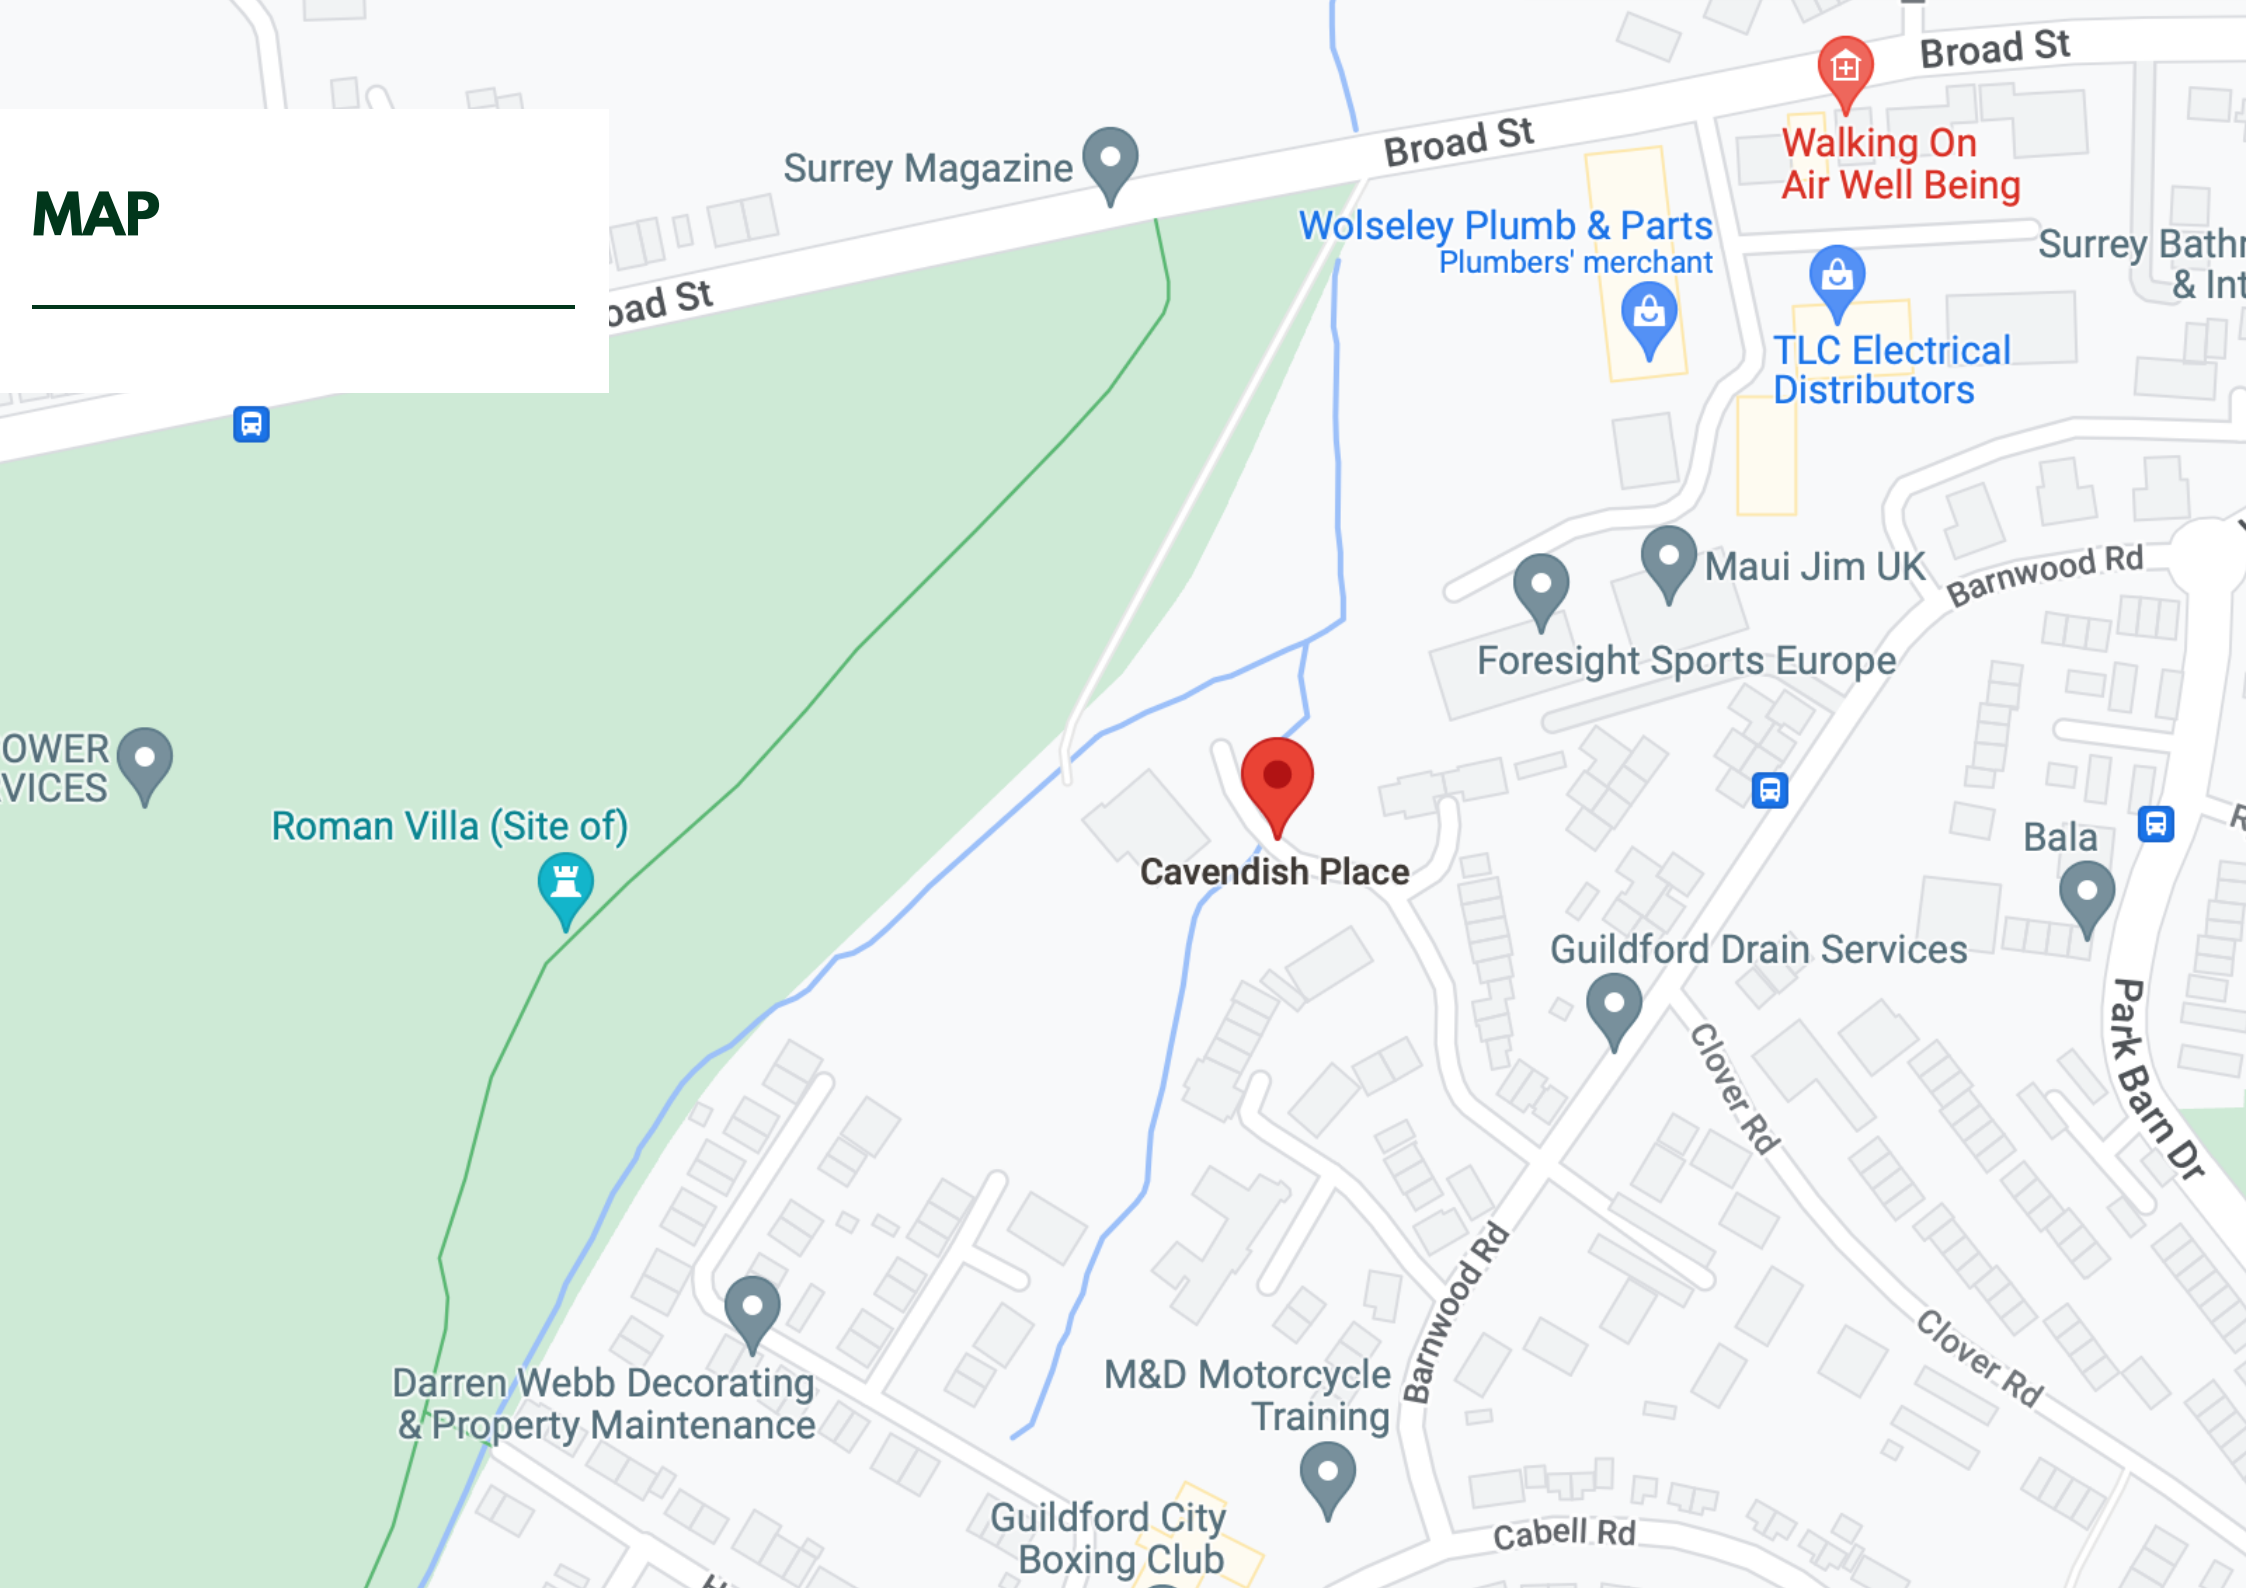 Broad St
Surrey Magazine
Broad St
Walking On
Air Well Being
MAP
Wolseley Plumb & Parts
Plumbers' merchant
Surrey
&
oad St
TLC Electrical
Distributors
Maui Jim UK
Barnwood Rd
Foresight Sports Europe
OWER
VICES
Roman Villa (Site of)
Bala
Cavendish Place
Guildford Drain Services
Park Barn Dr
Clover Rd
Barnwood Rd
Clover Rd
Darren Webb Decorating
& Property Maintenance
M&D Motorcycle
Training
Guildford City
Boxing Club
Cabell Rd